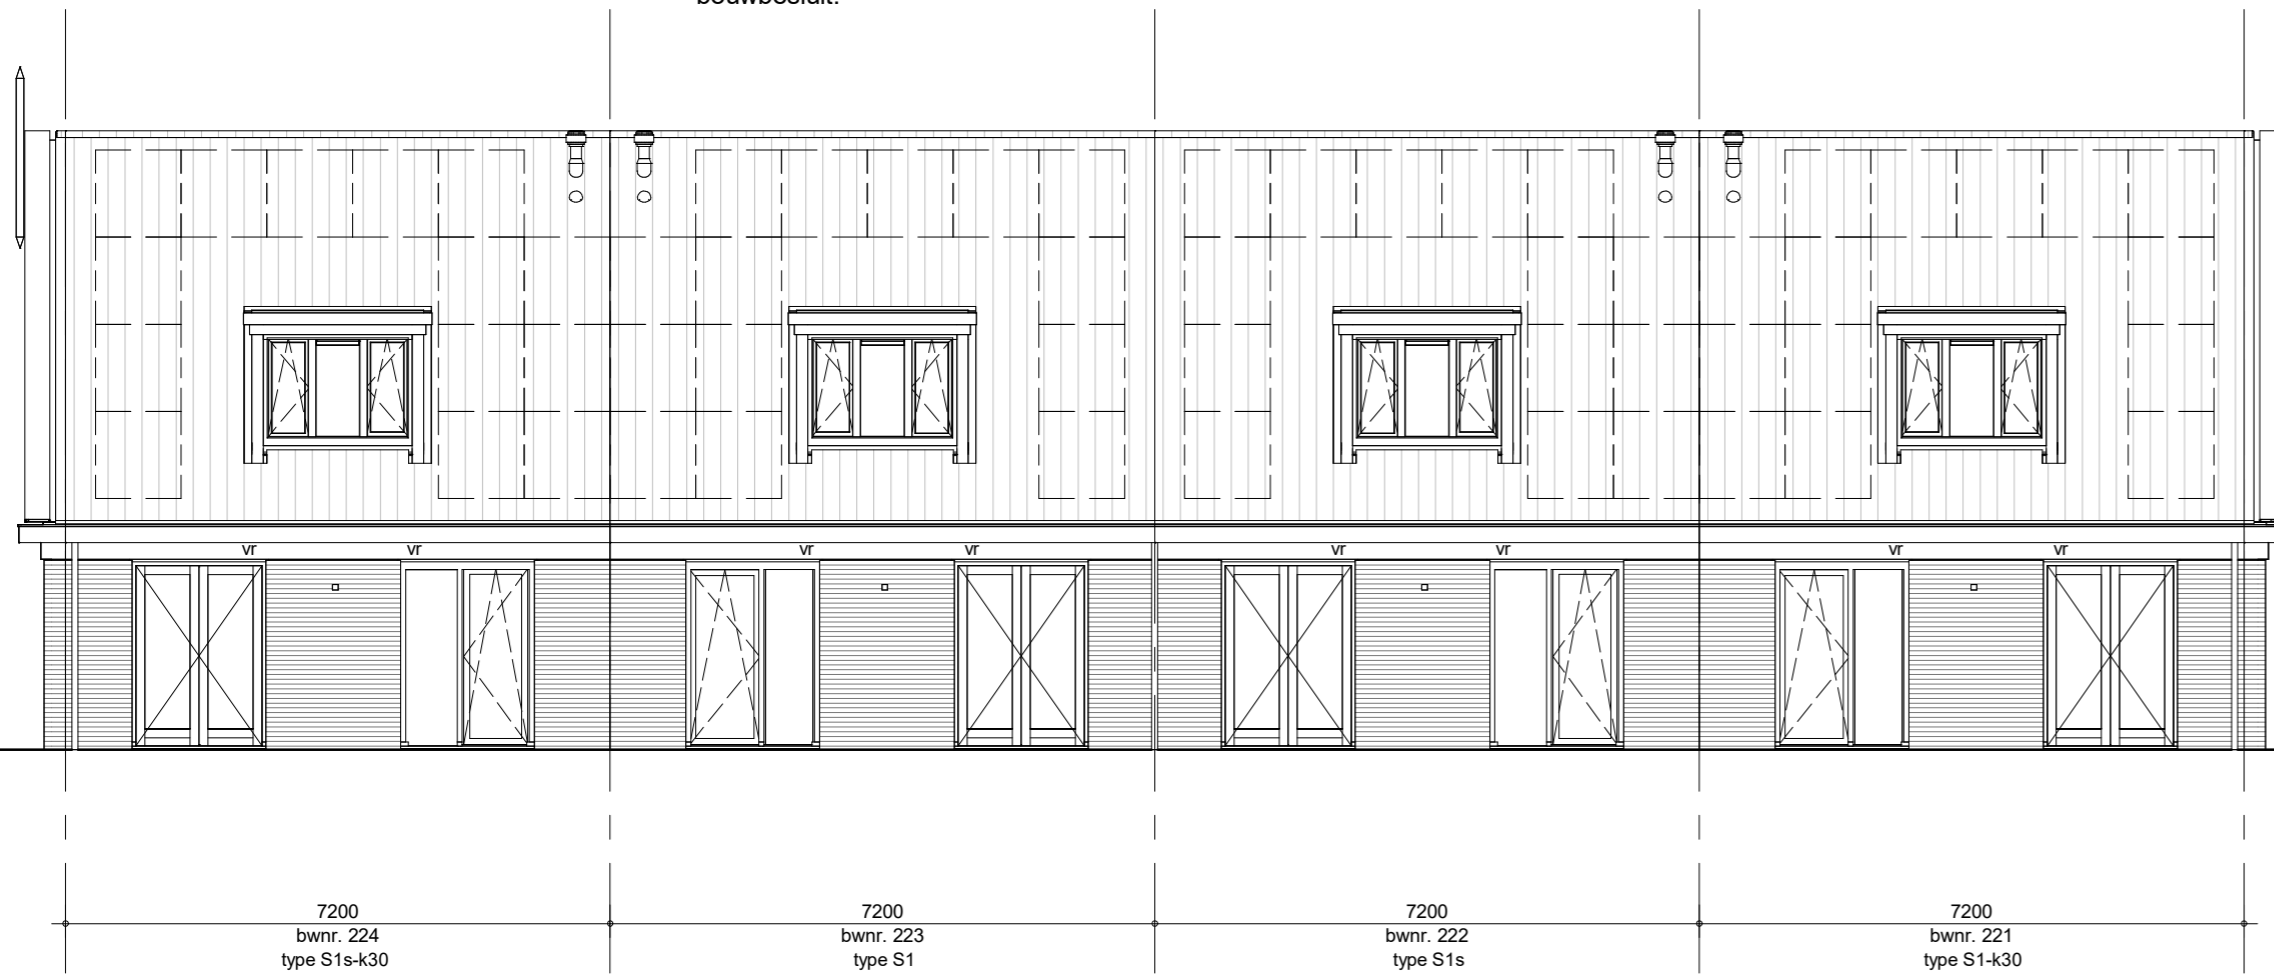 bouwbesluit.
vr vr vr vr vr vr vr vr
7200 7200 7200 7200
bwnr. 224 bwnr. 223 bwnr. 222 bwnr. 221
type S1s-k30 type S1 type S1s type S1-k30